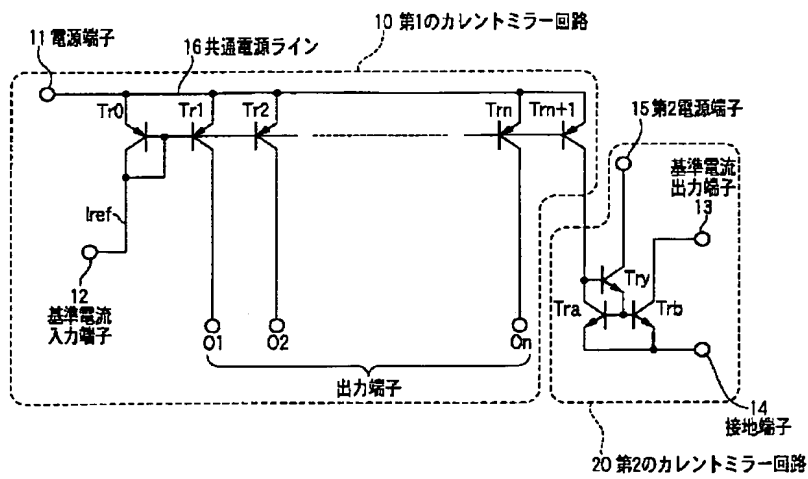 10 第1のカレントミラー回路
11 電源端子
16 共通電源ライン
Tr0
Tr1
Tr2
Trn
Trn+1
15 第2電源端子
基準電流
出力端子
13
Iref
12
基準電流
入力端子
Try
Tra
Trb
O1
O2
On
出力端子
14
接地端子
20 第2のカレントミラー回路